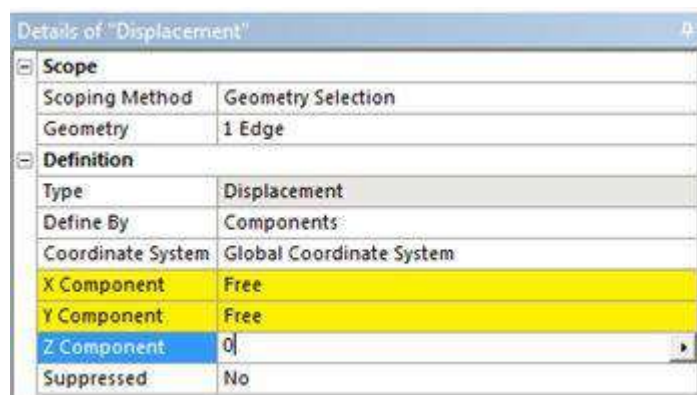 Details of "Displacement"
Scope
Scoping Method Geometry Selection
Geometry 1 Edge
Definition
Type Displacement
Define By Components
Coordinate System Global Coordinate System
X Component Free
Y Component Free
Z Component 0
Suppressed No